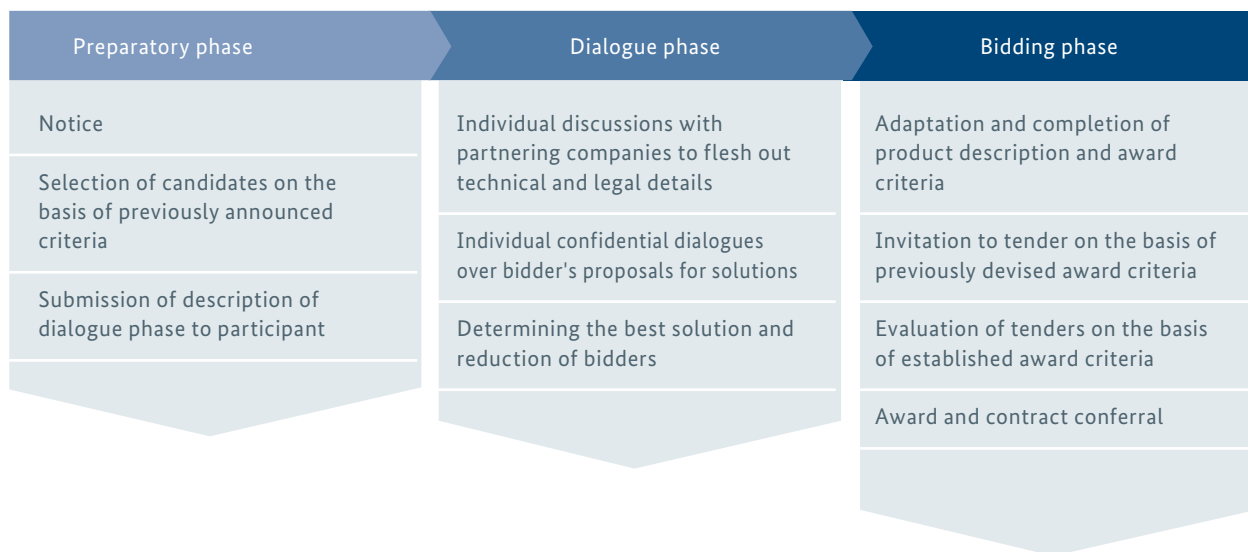 Preparatory phase
Dialogue phase
Bidding phase
Notice
Selection of candidates on the
basis of previously announced
criteria
Submission of description of
dialogue phase to participant
Individual discussions with
partnering companies to flesh out
technical and legal details
Individual confidential dialogues
over bidder's proposals for solutions
Determining the best solution and
reduction of bidders
Adaptation and completion of
product description and award
criteria
Invitation to tender on the basis of
previously devised award criteria
Evaluation of tenders on the basis
of established award criteria
Award and contract conferral